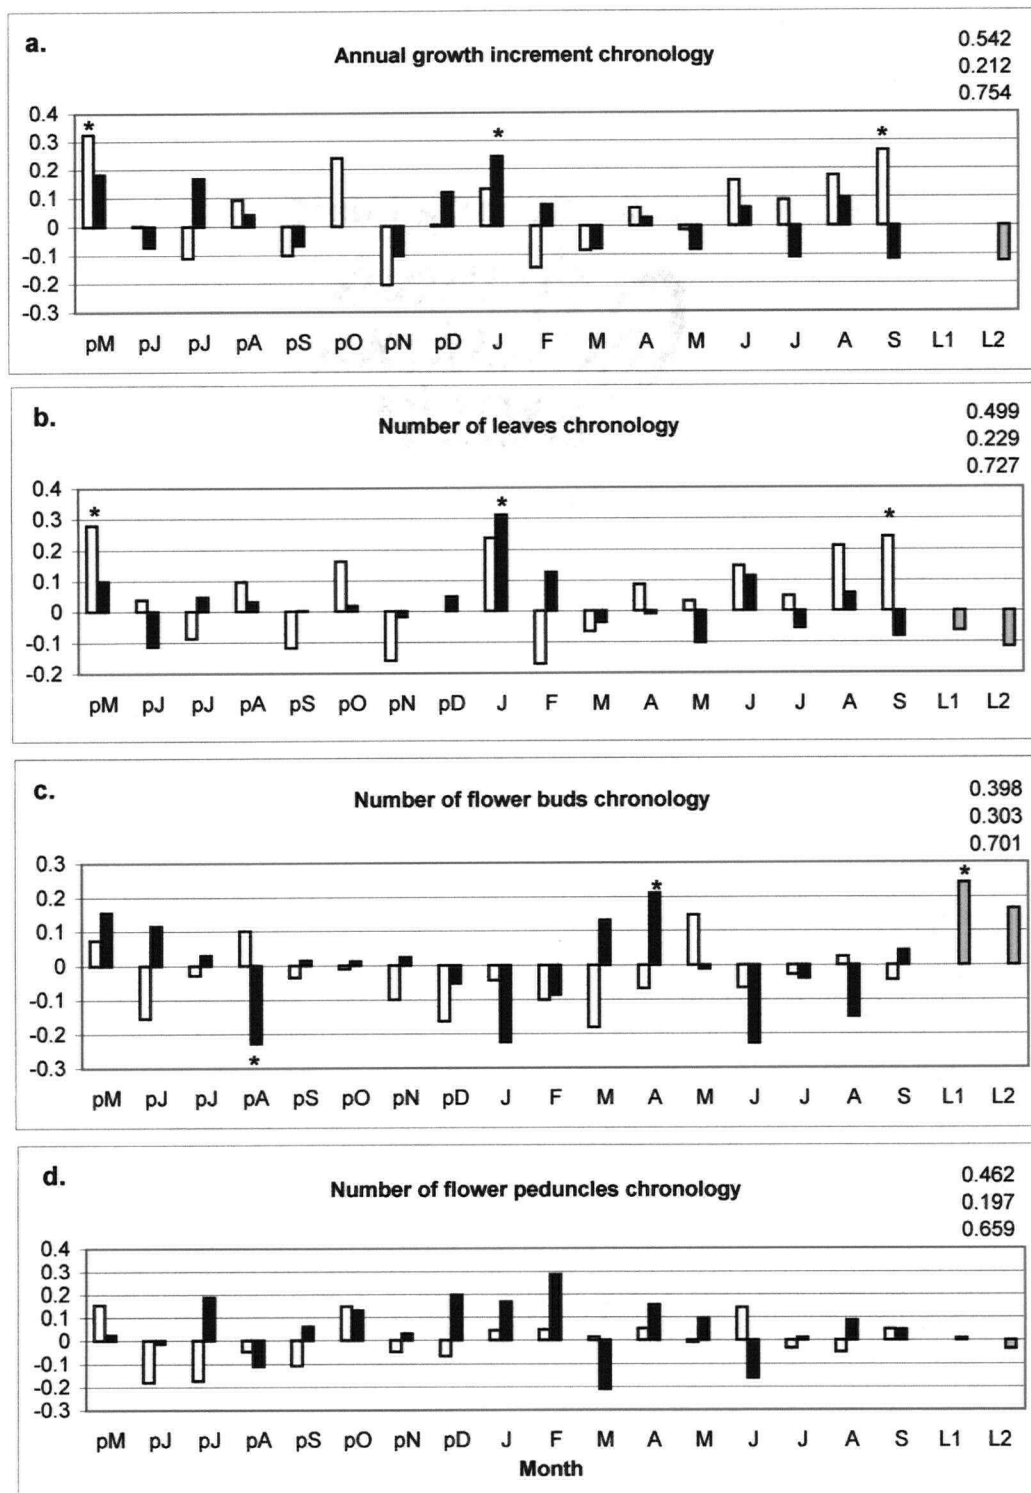 a.
Annual growth increment chronology
0.542
0.212
0.754
0.4
0.3
0.2
0.1
0
-0.1
-0.2
-0.3
* * *
pM pJ pJ pA pS pO pN pD J F M A M J J A S L1 L2
b.
Number of leaves chronology
0.499
0.229
0.727
0.4
0.3
0.2
0.1
0
-0.1
-0.2
* * *
pM pJ pJ pA pS pO pN pD J F M A M J J A S L1 L2
c.
Number of flower buds chronology
0.398
0.303
0.701
0.3
0.2
0.1
0
-0.1
-0.2
-0.3
* * *
pM pJ pJ pA pS pO pN pD J F M A M J J A S L1 L2
d.
Number of flower peduncles chronology
0.462
0.197
0.659
0.4
0.3
0.2
0.1
0
-0.1
-0.2
-0.3
pM pJ pJ pA pS pO pN pD J F M A M J J A S L1 L2
Month